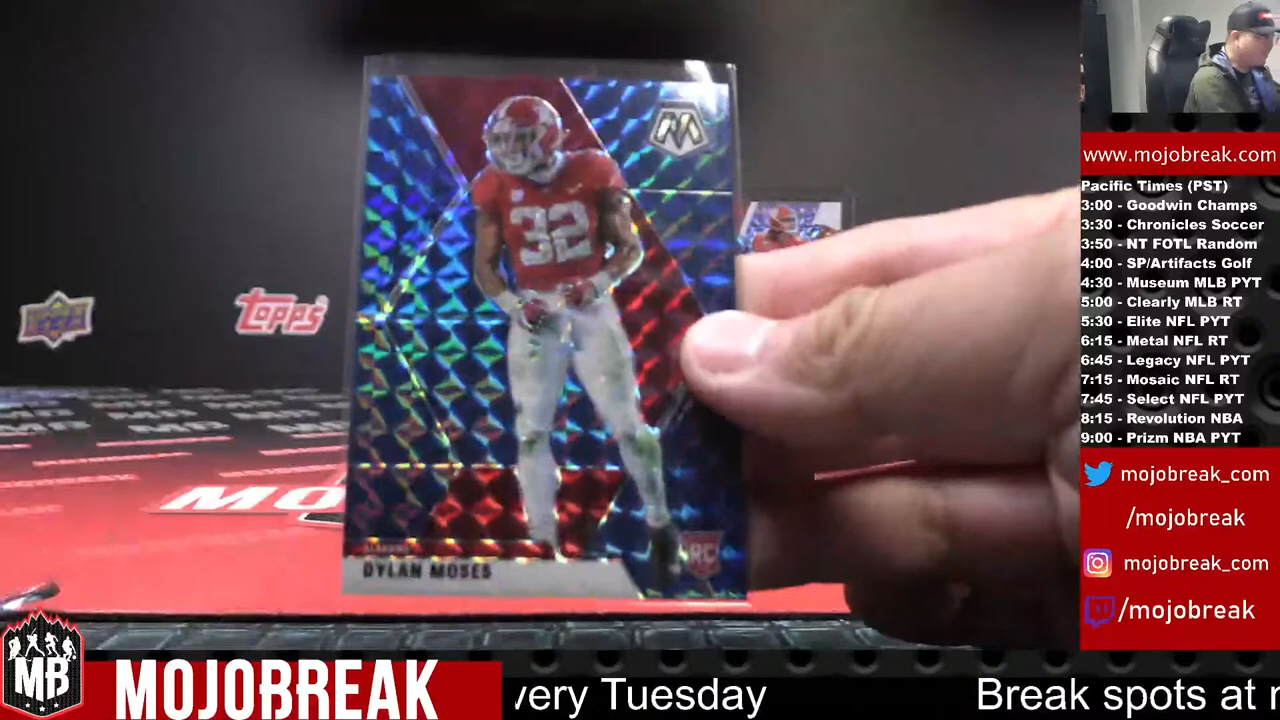 32
M
RC
ALABAMA
DYLAN MOSES
topps
MO
MB
MOJOBREAK
very Tuesday
Break spots at
www.mojobreak.com
Pacific Times (PST)
3:00 - Goodwin Champs
3:30 - Chronicles Soccer
3:50 - NT FOTL Random
4:00 - SP/Artifacts Golf
4:30 - Museum MLB PYT
5:00 - Clearly MLB RT
5:30 - Elite NFL PYT
6:15 - Metal NFL RT
6:45 - Legacy NFL PYT
7:15 - Mosaic NFL RT
7:45 - Select NFL PYT
8:15 - Revolution NBA
9:00 - Prizm NBA PYT
mojobreak_com
/mojobreak
mojobreak_com
/mojobreak